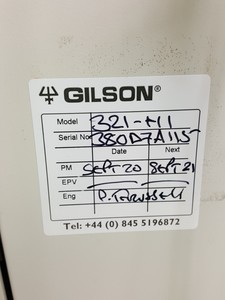 GILSON
Model 321-H1
Serial No 380D7A115
Date Next
PM SEPT 20 SEPT 21
EPV
Eng
Tel: +44 (0) 845 5196872